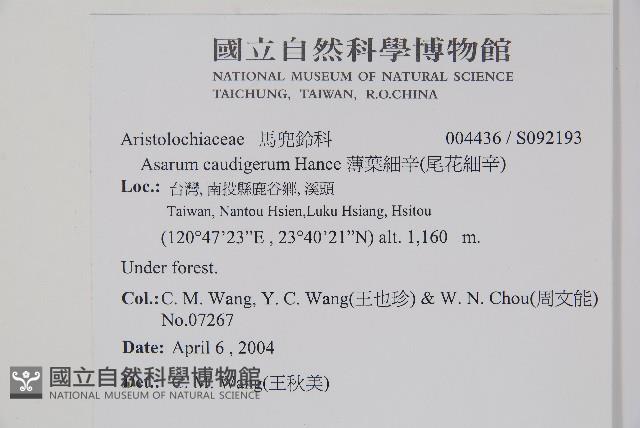 國立自然科學博物館
NATIONAL MUSEUM OF NATURAL SCIENCE
TAICHUNG, TAIWAN, R.O.CHINA
Aristolochiaceae 馬兜鈴科 004436 / S092193
Asarum caudigerum Hance 薄葉細辛(尾花細辛)
Loc.: 台灣, 南投縣鹿谷鄉, 溪頭
Taiwan, Nantou Hsien,Luku Hsiang, Hsitou
(120°47’23”E , 23°40’21”N) alt. 1,160 m.
Under forest.
Col.: C. M. Wang, Y. C. Wang(王也珍) & W. N. Chou(周文能)
No.07267
Date: April 6 , 2004
Det.: C. M. Wang(王秋美)
國立自然科學博物館
NATIONAL MUSEUM OF NATURAL SCIENCE